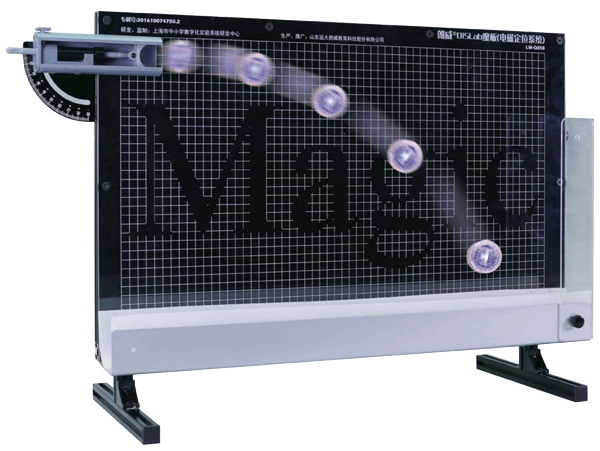 专利号:201610074750.2
研发、监制:上海市中小学数字化实验系统研发中心
生产、推广:山东远大朗威教育科技股份有限公司
朗威®DISLab魔板(电磁定位系统)
LW-Q858
Magic